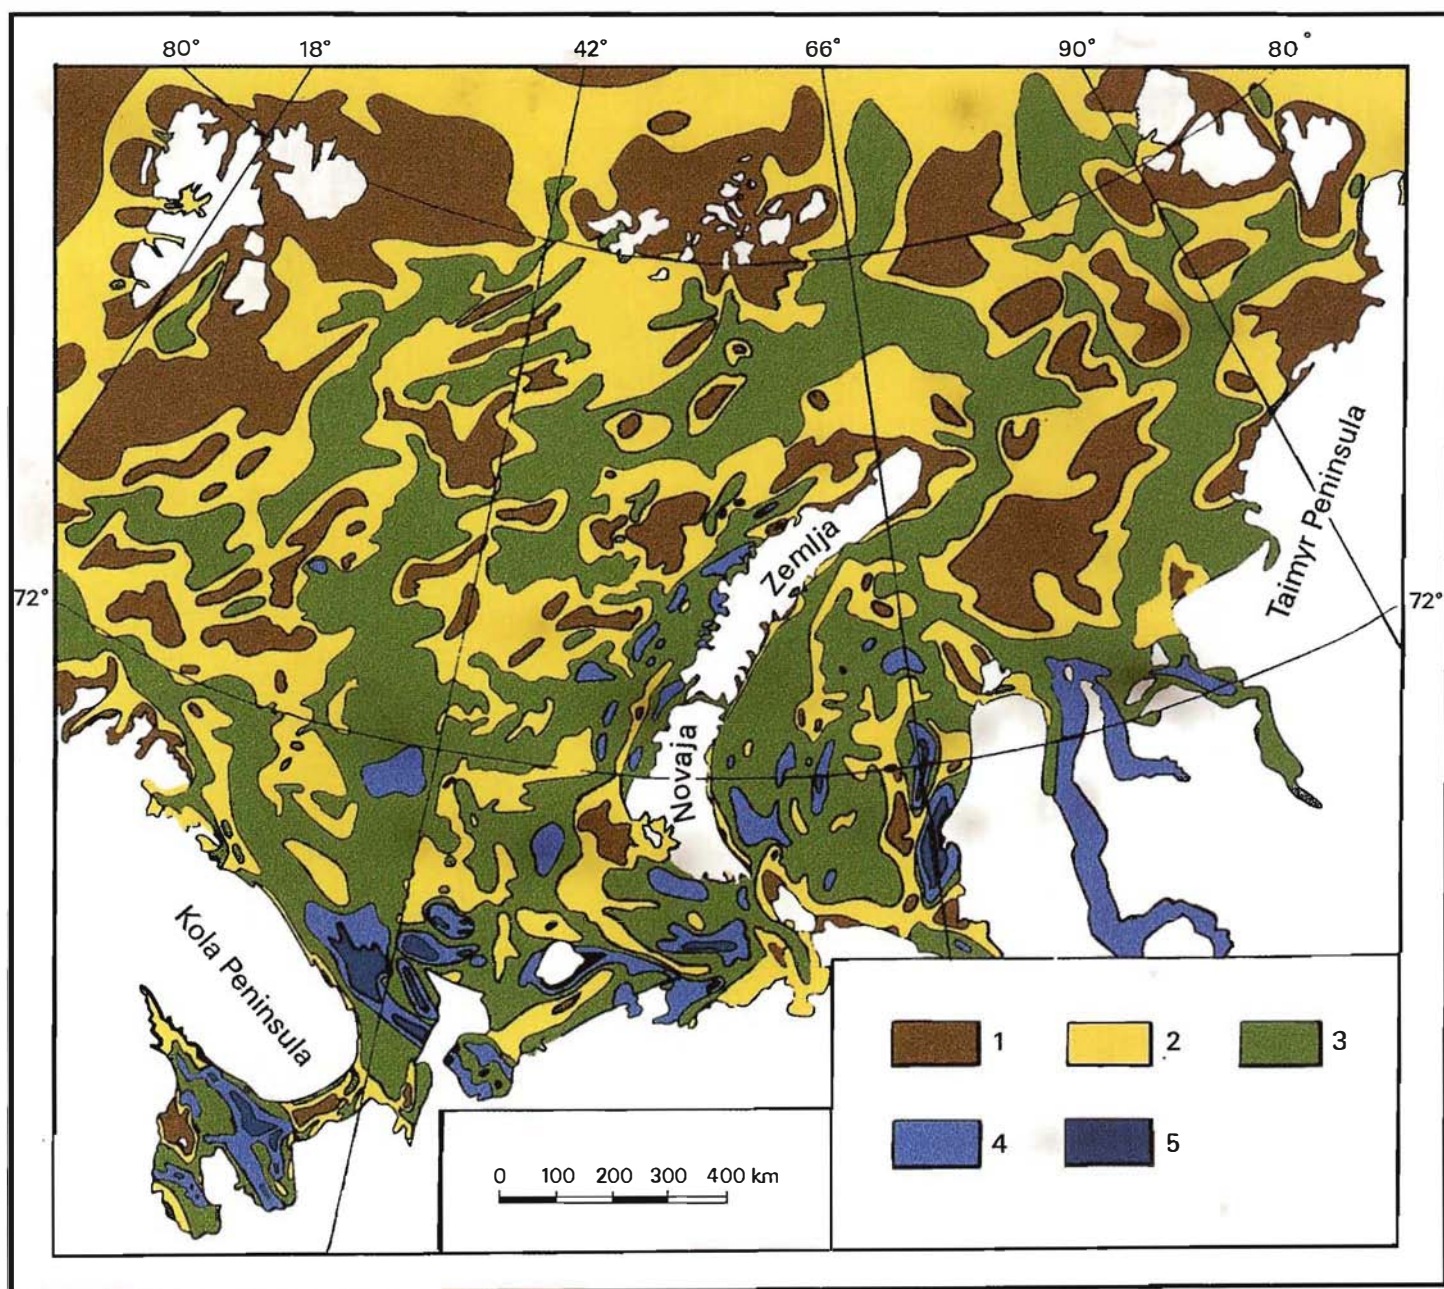 80° 18° 42° 66° 90° 80°
72°
72°
Taimyr Peninsula
Zemlja
Novaja
Kola Peninsula
1 2 3
4 5
0 100 200 300 400 km